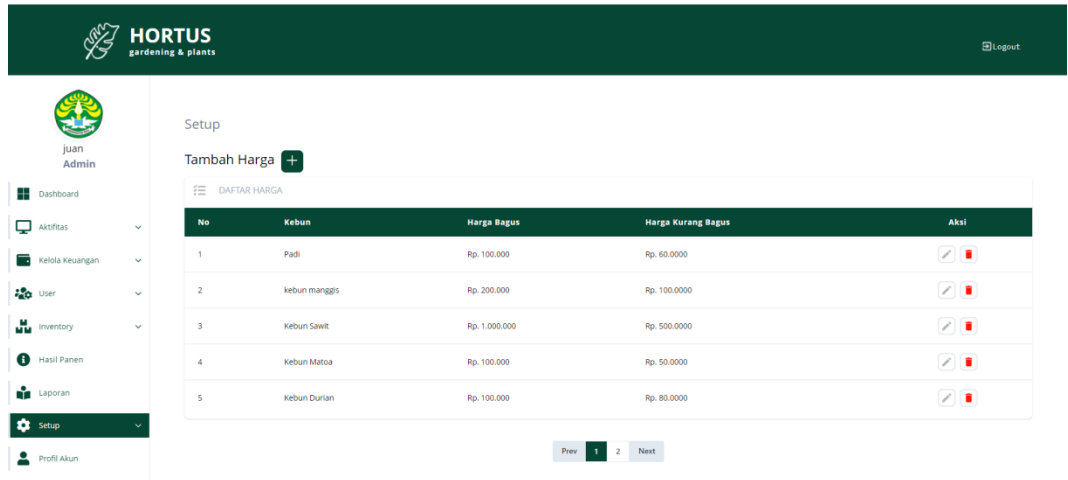 HORTUS
gardening & plants
Logout
juan
Admin
Dashboard
Aktifitas
Kelola Keuangan
User
Inventory
Hasil Panen
Laporan
Setup
Profil Akun
Setup
Tambah Harga +
DAFTAR HARGA
No Kebun Harga Bagus Harga Kurang Bagus Aksi
1 Padi Rp. 100.000 Rp. 60.0000
2 kebun manggis Rp. 200.000 Rp. 100.0000
3 Kebun Sawit Rp. 1.000.000 Rp. 500.0000
4 Kebun Matoa Rp. 100.000 Rp. 50.0000
5 Kebun Durian Rp. 100.000 Rp. 80.0000
Prev 1 2 Next